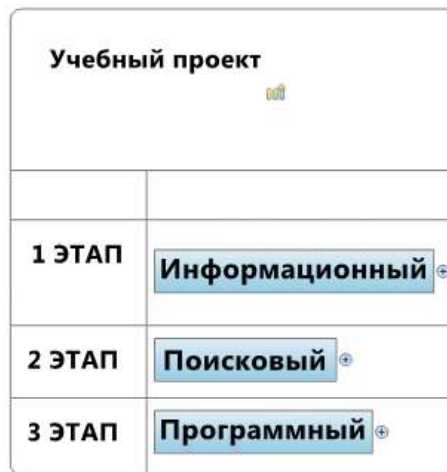 Учебный проект
1 ЭТАП Информационный
2 ЭТАП Поисковый
3 ЭТАП Программный